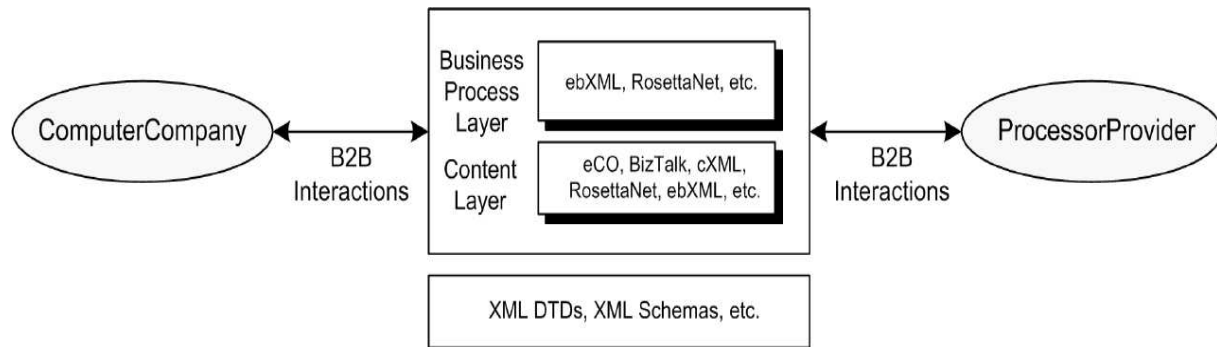 Business
Process
Layer
ebXML, RosettaNet, etc.
ComputerCompany
B2B
Interactions
Content
Layer
eCO, BizTalk, cXML,
RosettaNet, ebXML, etc.
ProcessorProvider
B2B
Interactions
XML DTDs, XML Schemas, etc.